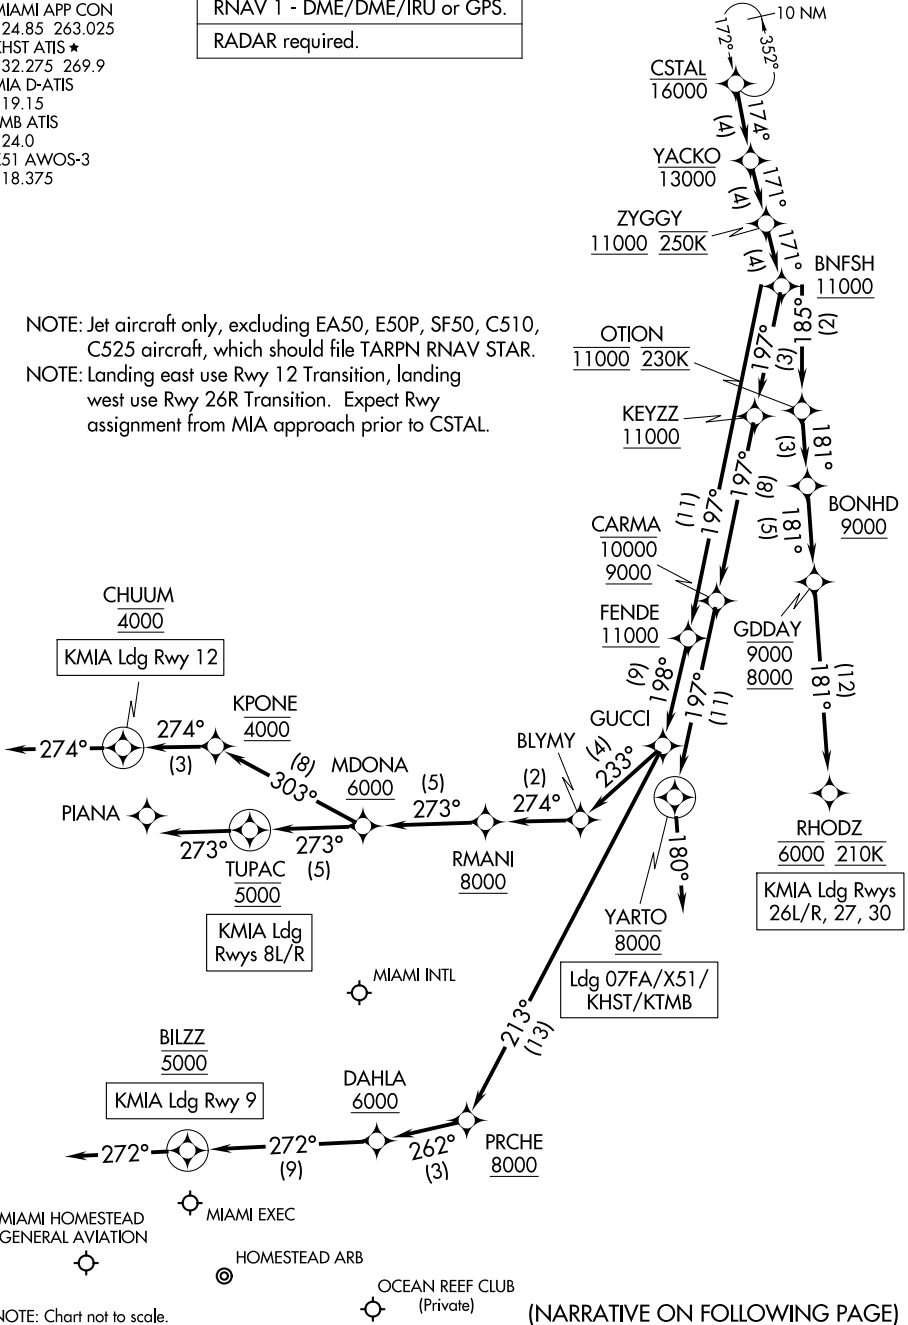 MIAMI APP CON
24.85 263.025
HST ATIS ★
32.275 269.9
MIA D-ATIS
19.15
MB ATIS
24.0
51 AWOS-3
18.375
RNAV 1 - DME/DME/IRU or GPS.
RADAR required.
10 NM
172°
352°
CSTAL
16000
174°
(4)
YACKO
13000
171°
(4)
ZYGGY
11000 250K
171°
(4)
BNFSH
11000
NOTE: Jet aircraft only, excluding EA50, E50P, SF50, C510,
C525 aircraft, which should file TARPN RNAV STAR.
NOTE: Landing east use Rwy 12 Transition, landing
west use Rwy 26R Transition. Expect Rwy
assignment from MIA approach prior to CSTAL.
185°
(2)
197°
(3)
OTION
11000 230K
KEYZZ
11000
181°
(3)
197°
(8)
197°
(11)
BONHD
9000
181°
(5)
CARMA
10000
9000
FENDE
11000
GDDAY
9000
8000
198°
(9)
197°
(11)
181°
(12)
CHUUM
4000
KMIA Ldg Rwy 12
KPONE
4000
274°
274°
(3)
303°
(8)
MDONA
6000
273°
(5)
BLYMY
274°
(2)
GUCCI
233°
(4)
PIANA
273°
273°
(5)
TUPAC
5000
KMIA Ldg
Rwys 8L/R
RMANI
8000
180°
YARTO
8000
Ldg 07FA/X51/
KHST/KTMB
RHODZ
6000 210K
KMIA Ldg Rwys
26L/R, 27, 30
MIAMI INTL
213°
(13)
BILZZ
5000
KMIA Ldg Rwy 9
DAHLA
6000
272°
272°
(9)
262°
(3)
PRCHE
8000
MIAMI EXEC
MIAMI HOMESTEAD
GENERAL AVIATION
HOMESTEAD ARB
OCEAN REEF CLUB
(Private)
NOTE: Chart not to scale.
(NARRATIVE ON FOLLOWING PAGE)